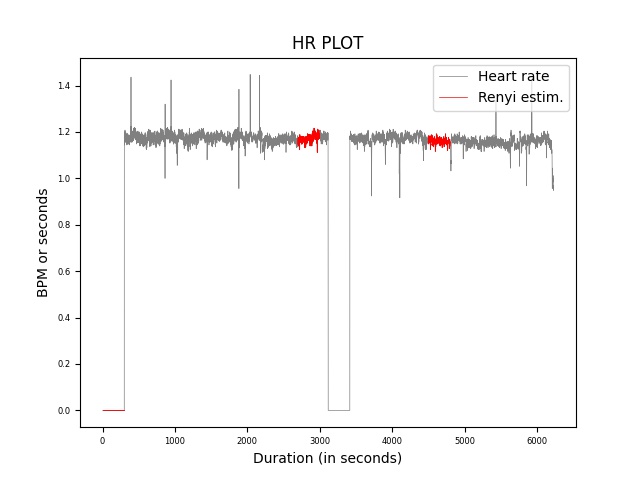 HR PLOT
Heart rate
Renyi estim.
BPM or seconds
1.4
1.2
1.0
0.8
0.6
0.4
0.2
0.0
0 1000 2000 3000 4000 5000 6000
Duration (in seconds)